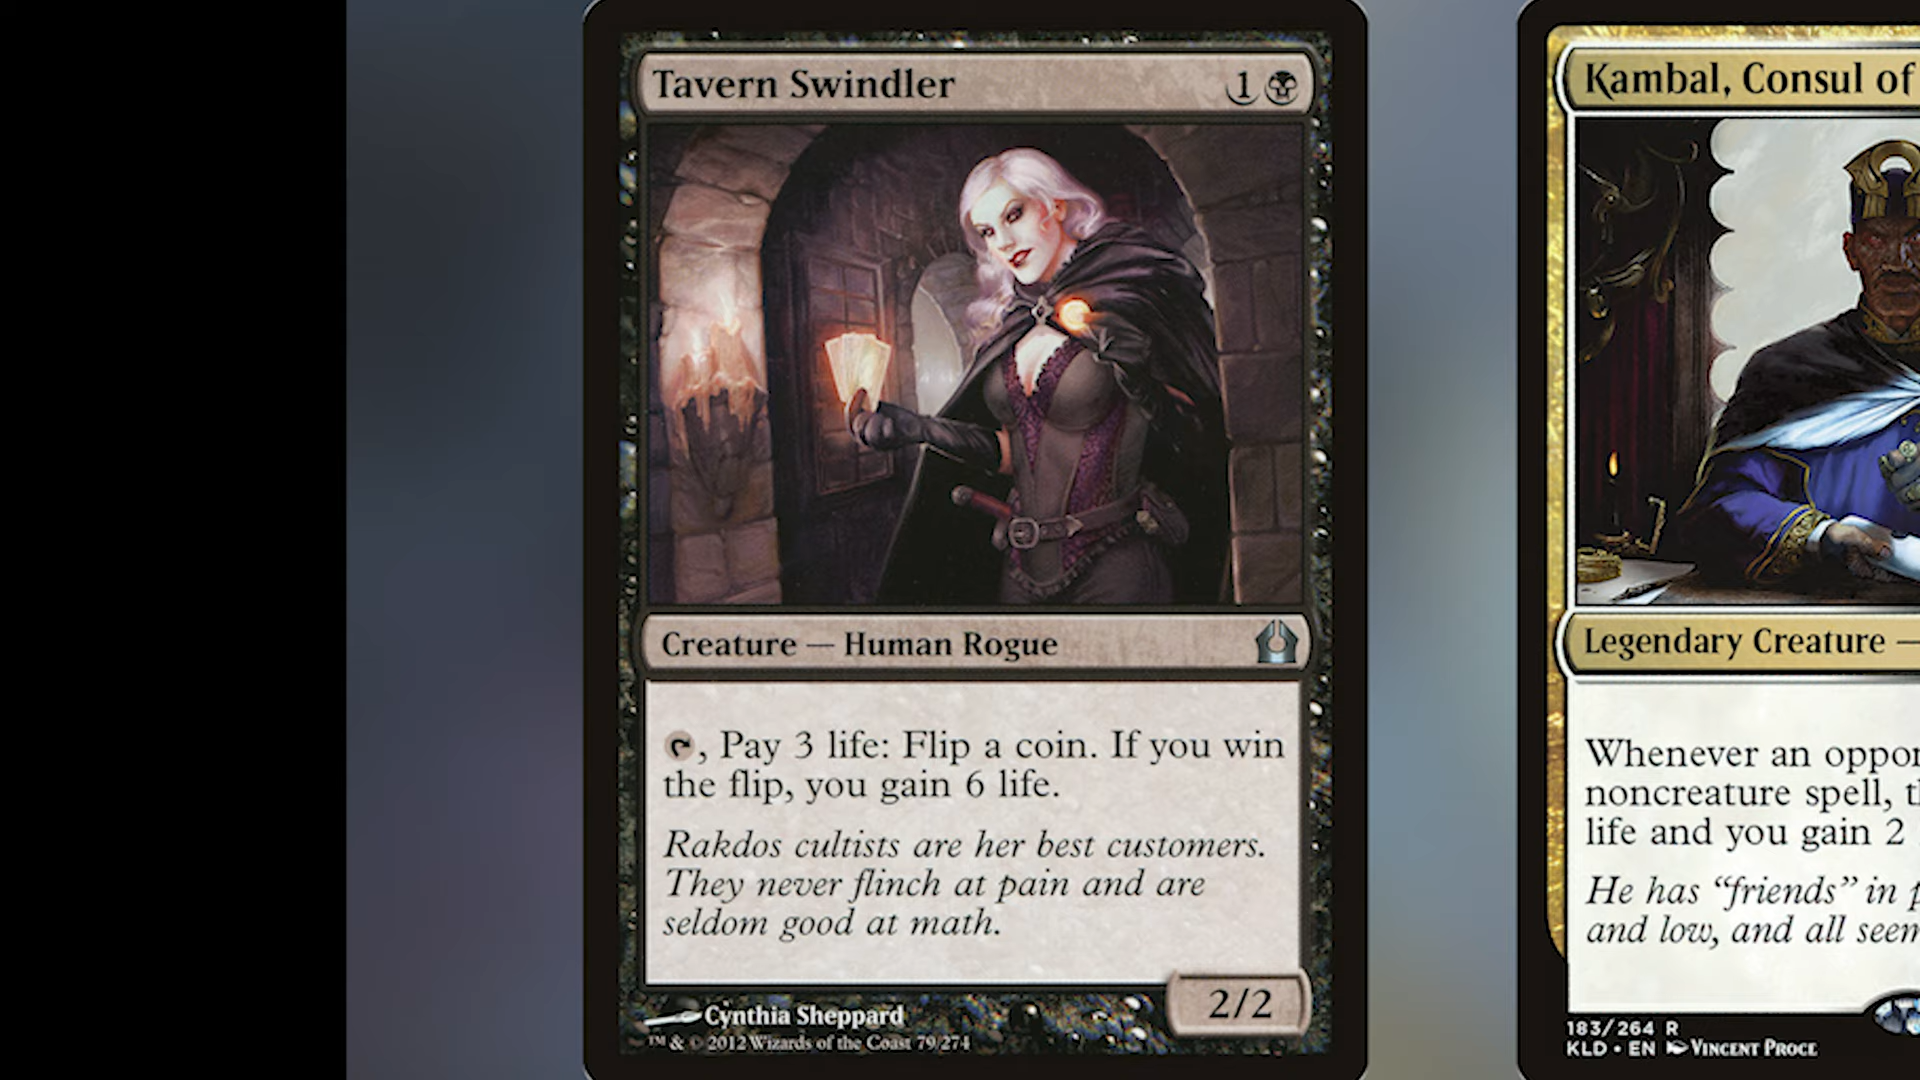 Tavern Swindler
1
Creature — Human Rogue
, Pay 3 life: Flip a coin. If you win
the flip, you gain 6 life.
Rakdos cultists are her best customers.
They never flinch at pain and are
seldom good at math.
2/2
Cynthia Sheppard
™ & © 2012 Wizards of the Coast 79/274
Kambal, Consul of
Legendary Creature —
Whenever an oppon
noncreature spell, th
life and you gain 2
He has “friends” in p
and low, and all seem
183/264 R
KLD • EN Vincent Proce